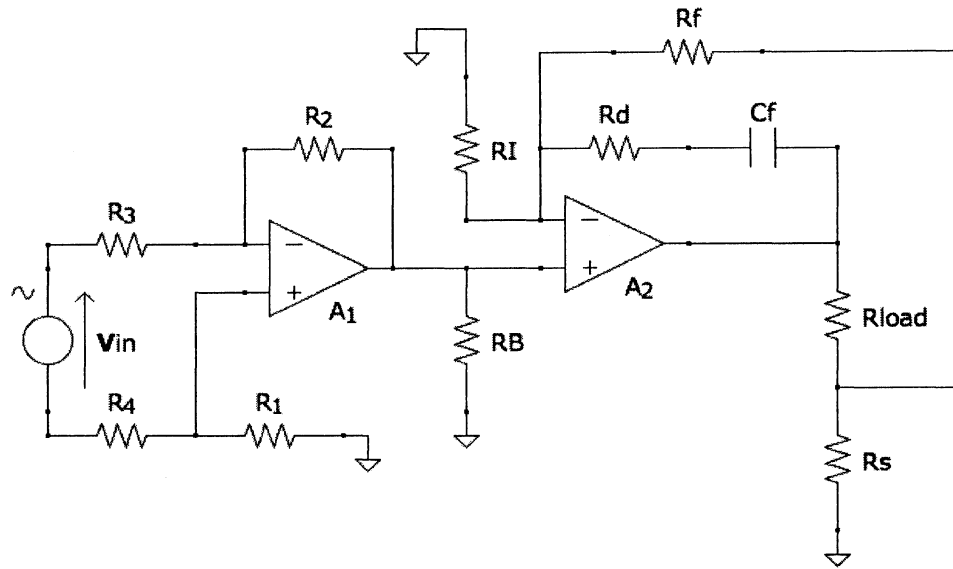 Rf
Rd
Cf
R2
RI
R3
−
+
A1
−
+
A2
~
Vin
RB
Rload
R4
R1
Rs